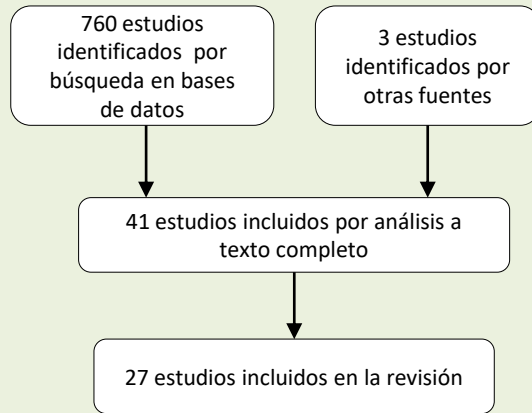 760 estudios
identificados por
búsqueda en bases
de datos
3 estudios
identificados por
otras fuentes
41 estudios incluidos por análisis a
texto completo
27 estudios incluidos en la revisión